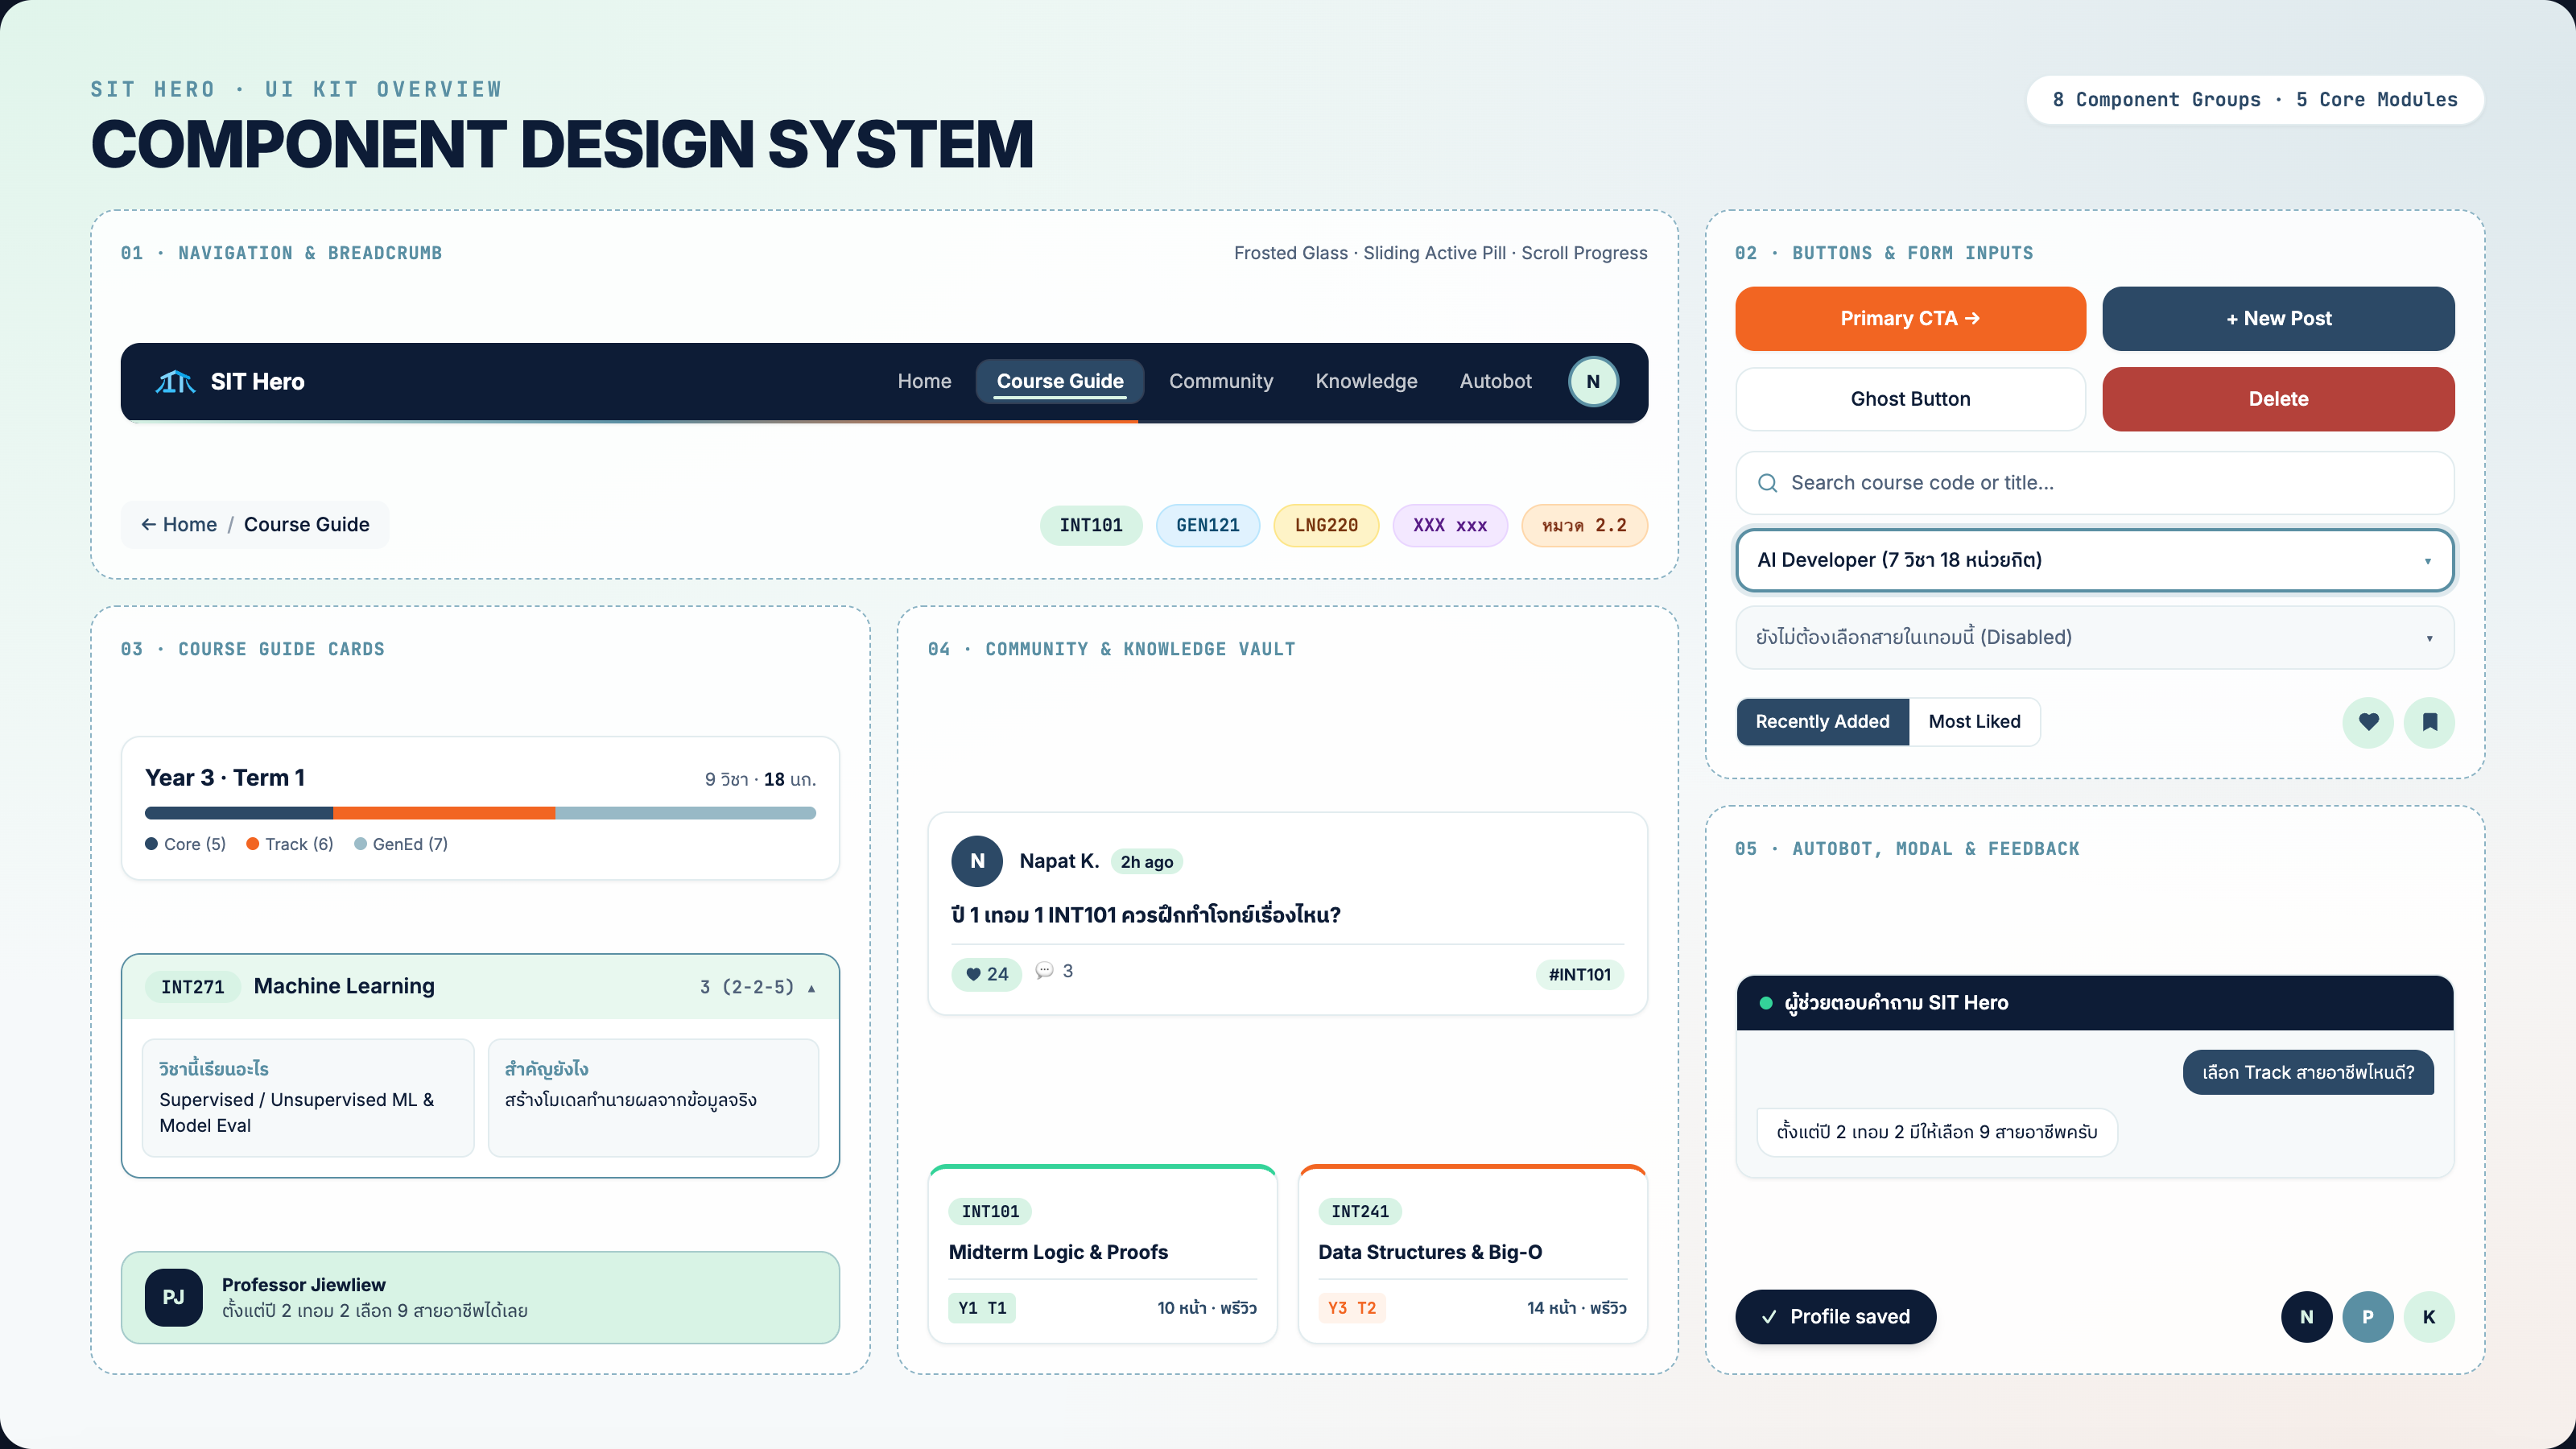 SIT HERO · UI KIT OVERVIEW
COMPONENT DESIGN SYSTEM
8 Component Groups · 5 Core Modules
01 · NAVIGATION & BREADCRUMB
Frosted Glass · Sliding Active Pill · Scroll Progress
SIT Hero
Home
Course Guide
Community
Knowledge
Autobot
N
← Home / Course Guide
INT101
GEN121
LNG220
XXX xxx
หมวด 2.2
02 · BUTTONS & FORM INPUTS
Primary CTA →
+ New Post
Ghost Button
Delete
Search course code or title...
AI Developer (7 วิชา 18 หน่วยกิต)
ยังไม่ต้องเลือกสายในเทอมนี้ (Disabled)
Recently Added
Most Liked
03 · COURSE GUIDE CARDS
Year 3 · Term 1
9 วิชา · 18 นก.
Core (5)
Track (6)
GenEd (7)
INT271
Machine Learning
3 (2-2-5)
วิชานี้เรียนอะไร
Supervised / Unsupervised ML &
Model Eval
สำคัญยังไง
สร้างโมเดลทำนายผลจากข้อมูลจริง
PJ
Professor Jiewliew
ตั้งแต่ปี 2 เทอม 2 เลือก 9 สายอาชีพได้เลย
04 · COMMUNITY & KNOWLEDGE VAULT
N
Napat K.
2h ago
ปี 1 เทอม 1 INT101 ควรฝึกทำโจทย์เรื่องไหน?
24
3
#INT101
INT101
Midterm Logic & Proofs
Y1 T1
10 หน้า · พรีวิว
INT241
Data Structures & Big-O
Y3 T2
14 หน้า · พรีวิว
05 · AUTOBOT, MODAL & FEEDBACK
ผู้ช่วยตอบคำถาม SIT Hero
เลือก Track สายอาชีพไหนดี?
ตั้งแต่ปี 2 เทอม 2 มีให้เลือก 9 สายอาชีพครับ
✓ Profile saved
N
P
K